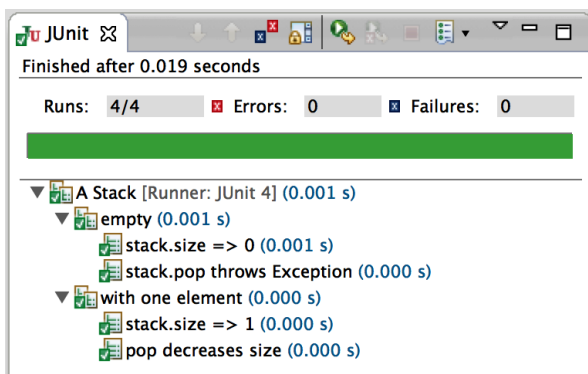 JUnit
Finished after 0.019 seconds
Runs: 4/4 Errors: 0 Failures: 0
A Stack [Runner: JUnit 4] (0.001 s)
empty (0.001 s)
stack.size => 0 (0.001 s)
stack.pop throws Exception (0.000 s)
with one element (0.000 s)
stack.size => 1 (0.000 s)
pop decreases size (0.000 s)